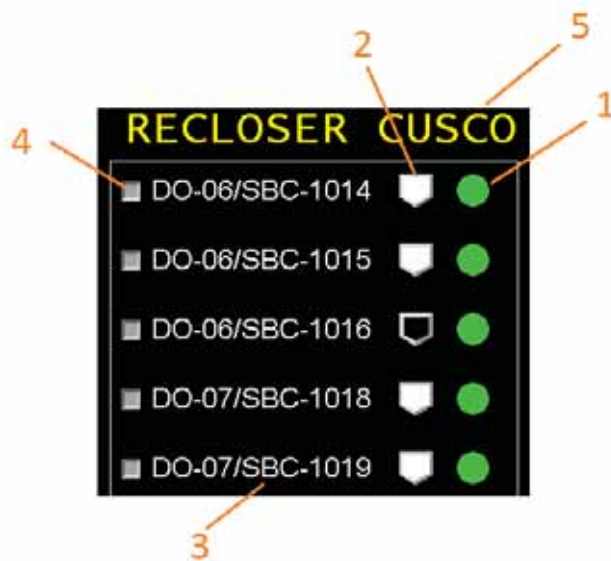 5
2
1
RECLOSER CUSCO
4
DO-06/SBC-1014
DO-06/SBC-1015
DO-06/SBC-1016
DO-07/SBC-1018
DO-07/SBC-1019
3